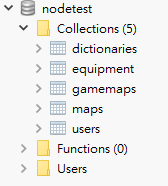 nodetest
Collections (5)
dictionaries
equipment
gamemaps
maps
users
Functions (0)
Users